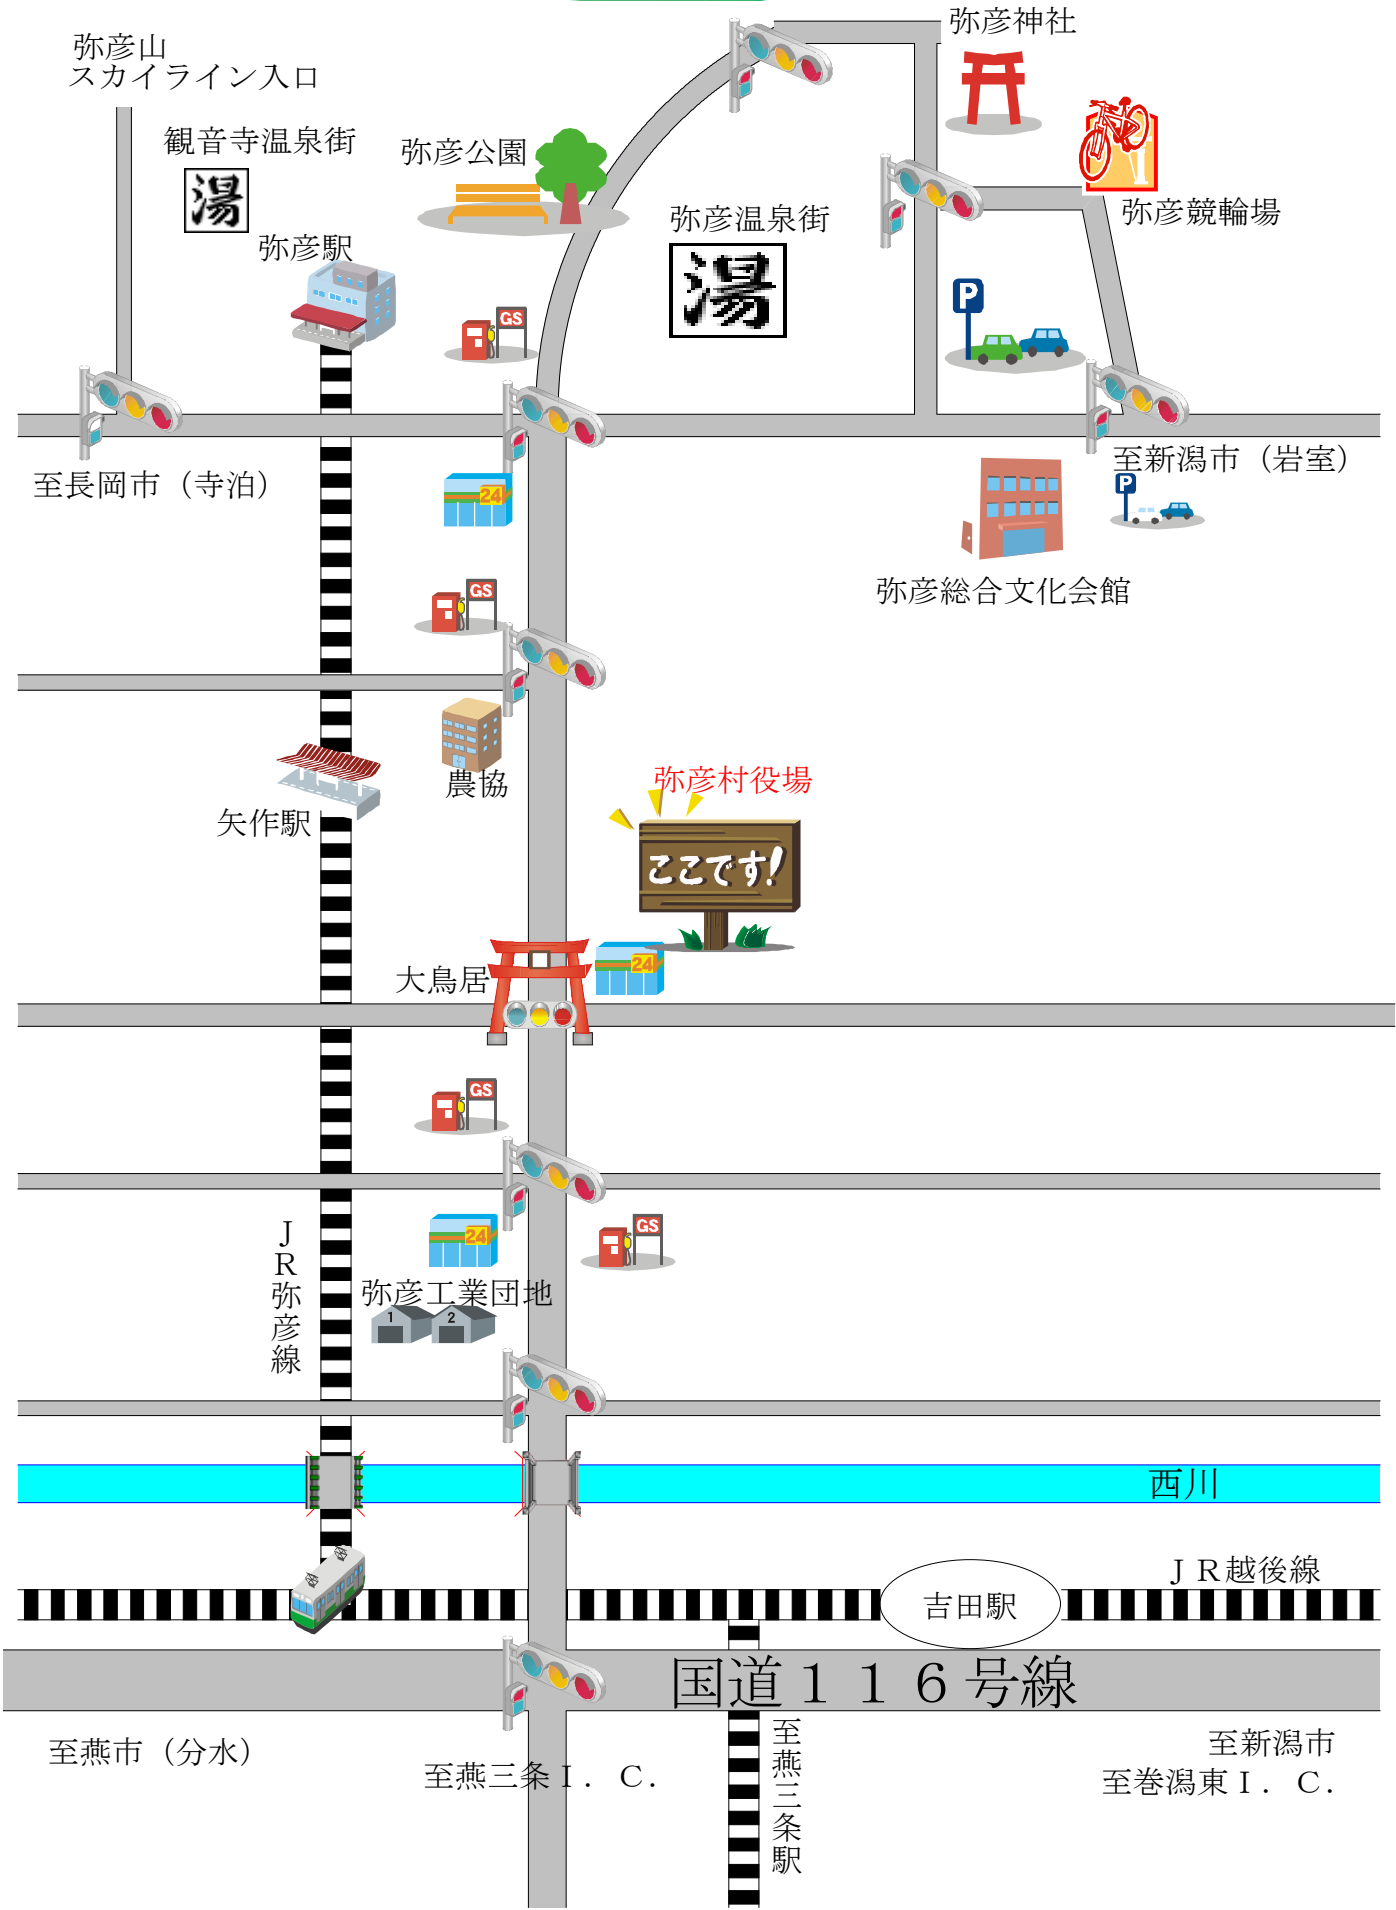 弥彦神社
弥彦山
スカイライン入口
観音寺温泉街
湯
弥彦公園
弥彦温泉街
湯
弥彦競輪場
弥彦駅
GS
P
至長岡市（寺泊）
24
至新潟市（岩室）
P
弥彦総合文化会館
GS
農協
矢作駅
弥彦村役場
ここです!
大鳥居
24
GS
24
GS
ＪＲ弥彦線
弥彦工業団地
1
2
西川
ＪＲ越後線
吉田駅
国道１１６号線
至燕市（分水）
至燕三条Ｉ．Ｃ．
至燕三条駅
至新潟市
至巻潟東Ｉ．Ｃ．